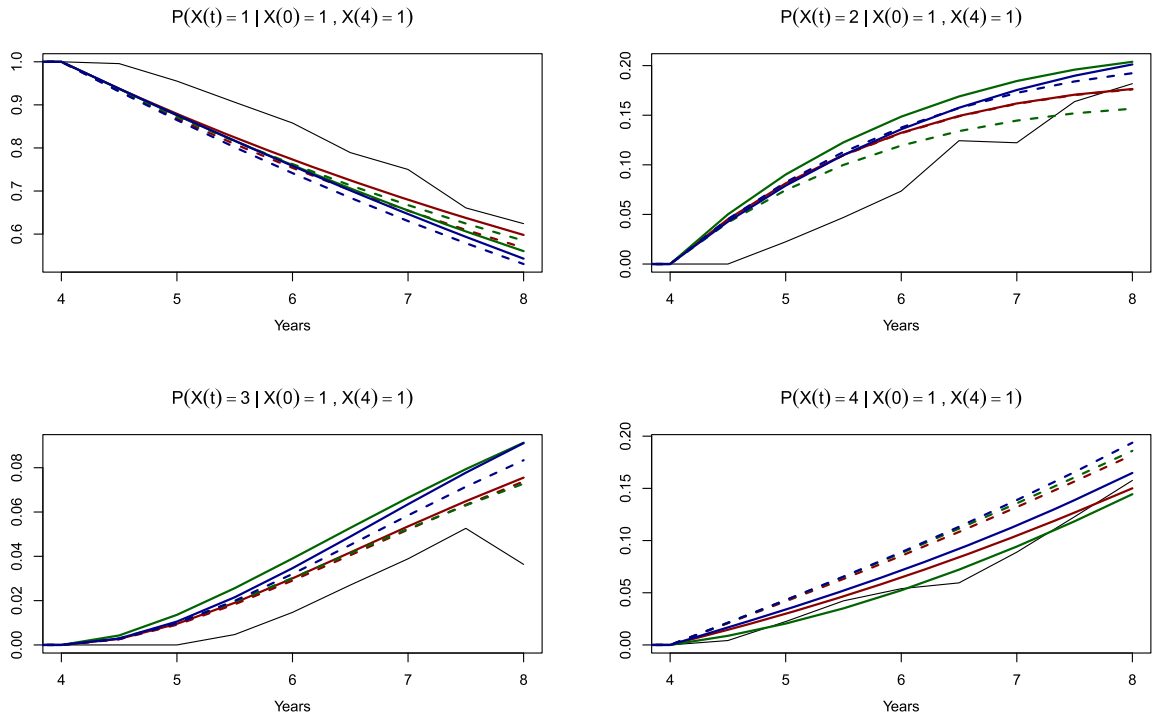 P(X(t) = 1 | X(0) = 1 , X(4) = 1)
1.0
0.9
0.8
0.7
0.6
4 5 6 7 8
Years
P(X(t) = 2 | X(0) = 1 , X(4) = 1)
0.20
0.15
0.10
0.05
0.00
4 5 6 7 8
Years
P(X(t) = 3 | X(0) = 1 , X(4) = 1)
0.08
0.06
0.04
0.02
0.00
4 5 6 7 8
Years
P(X(t) = 4 | X(0) = 1 , X(4) = 1)
0.20
0.15
0.10
0.05
0.00
4 5 6 7 8
Years